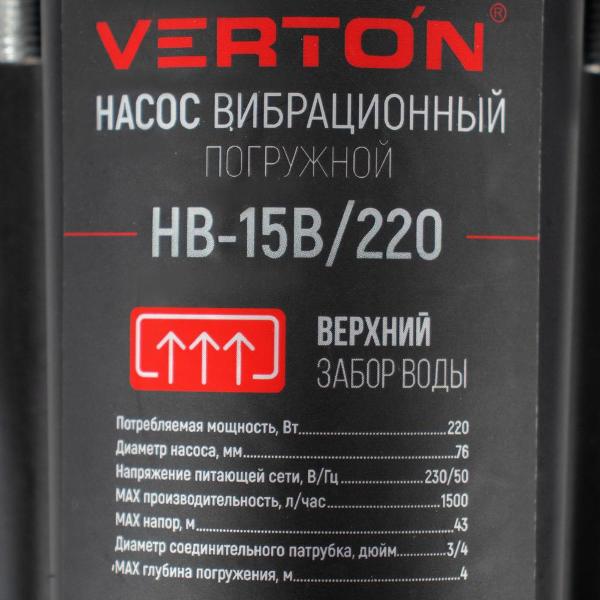 VERTON®
НАСОС ВИБРАЦИОННЫЙ
ПОГРУЖНОЙ
НВ-15В/220
ВЕРХНИЙ
ЗАБОР ВОДЫ
Потребляемая мощность, Вт 220
Диаметр насоса, мм 76
Напряжение питающей сети, В/Гц 230/50
MAX производительность, л/час 1500
MAX напор, м 43
Диаметр соединительного патрубка, дюйм 3/4
MAX глубина погружения, м 4